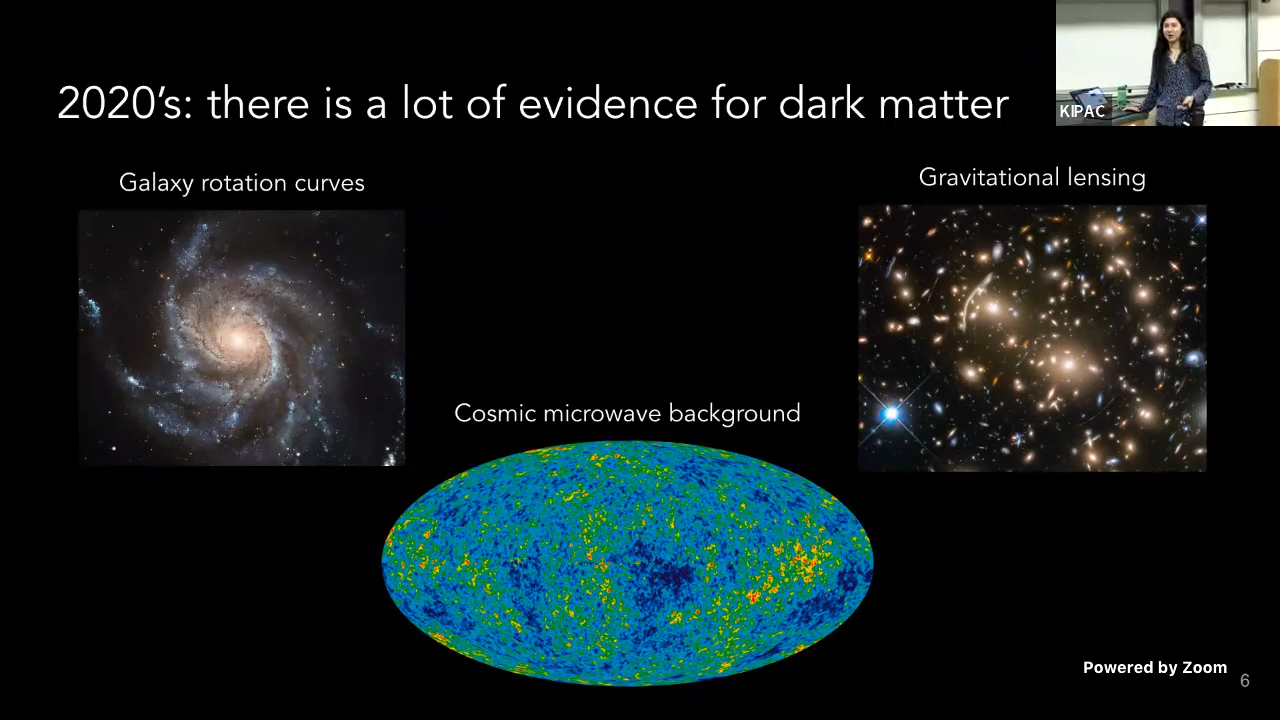 2020's: there is a lot of evidence for dark matter
KIPAC
Galaxy rotation curves
Gravitational lensing
Cosmic microwave background
Powered by Zoom
6